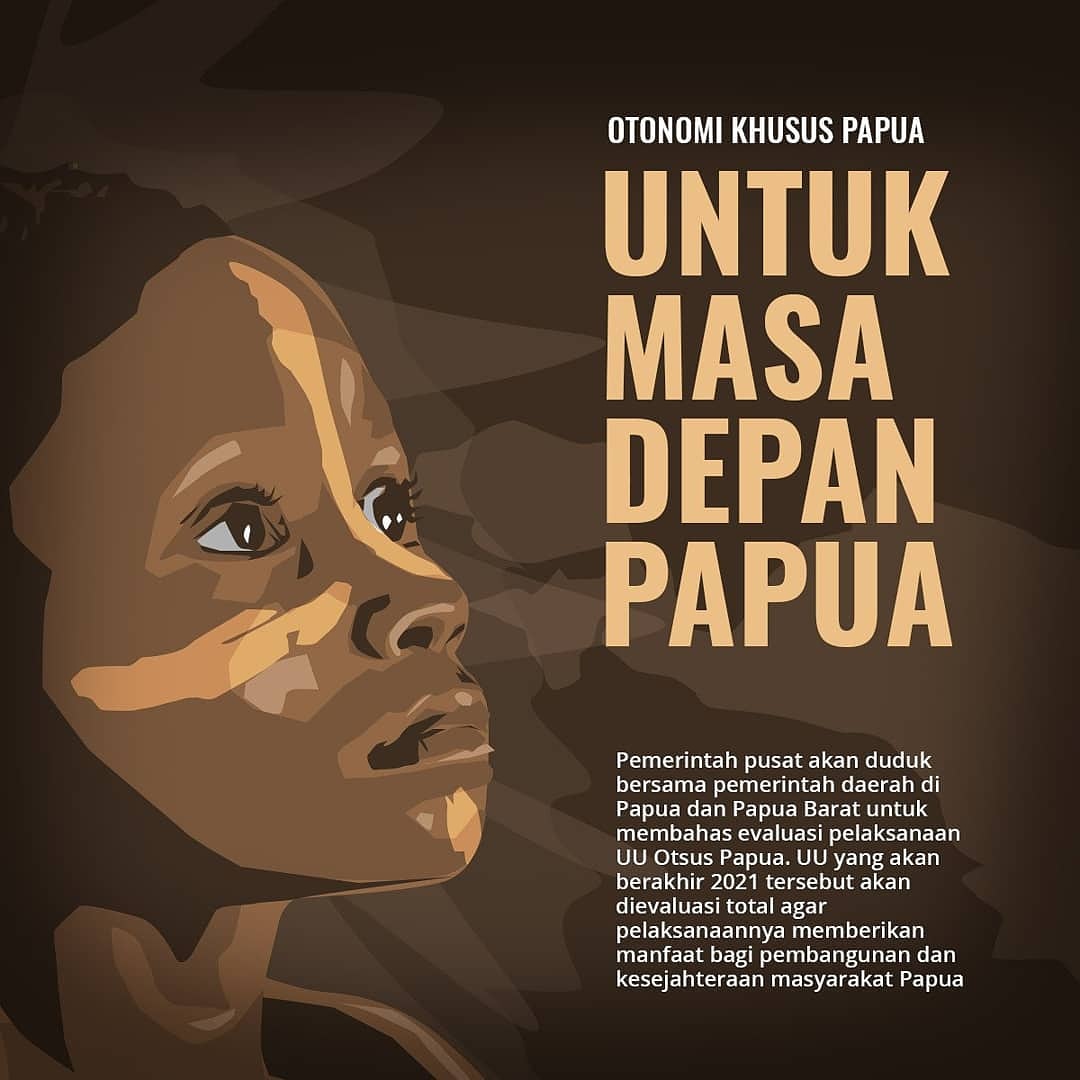 OTONOMI KHUSUS PAPUA
UNTUK
MASA
DEPAN
PAPUA
Pemerintah pusat akan duduk
bersama pemerintah daerah di
Papua dan Papua Barat untuk
membahas evaluasi pelaksanaan
UU Otsus Papua. UU yang akan
berakhir 2021 tersebut akan
dievaluasi total agar
pelaksanaannya memberikan
manfaat bagi pembangunan dan
kesejahteraan masyarakat Papua